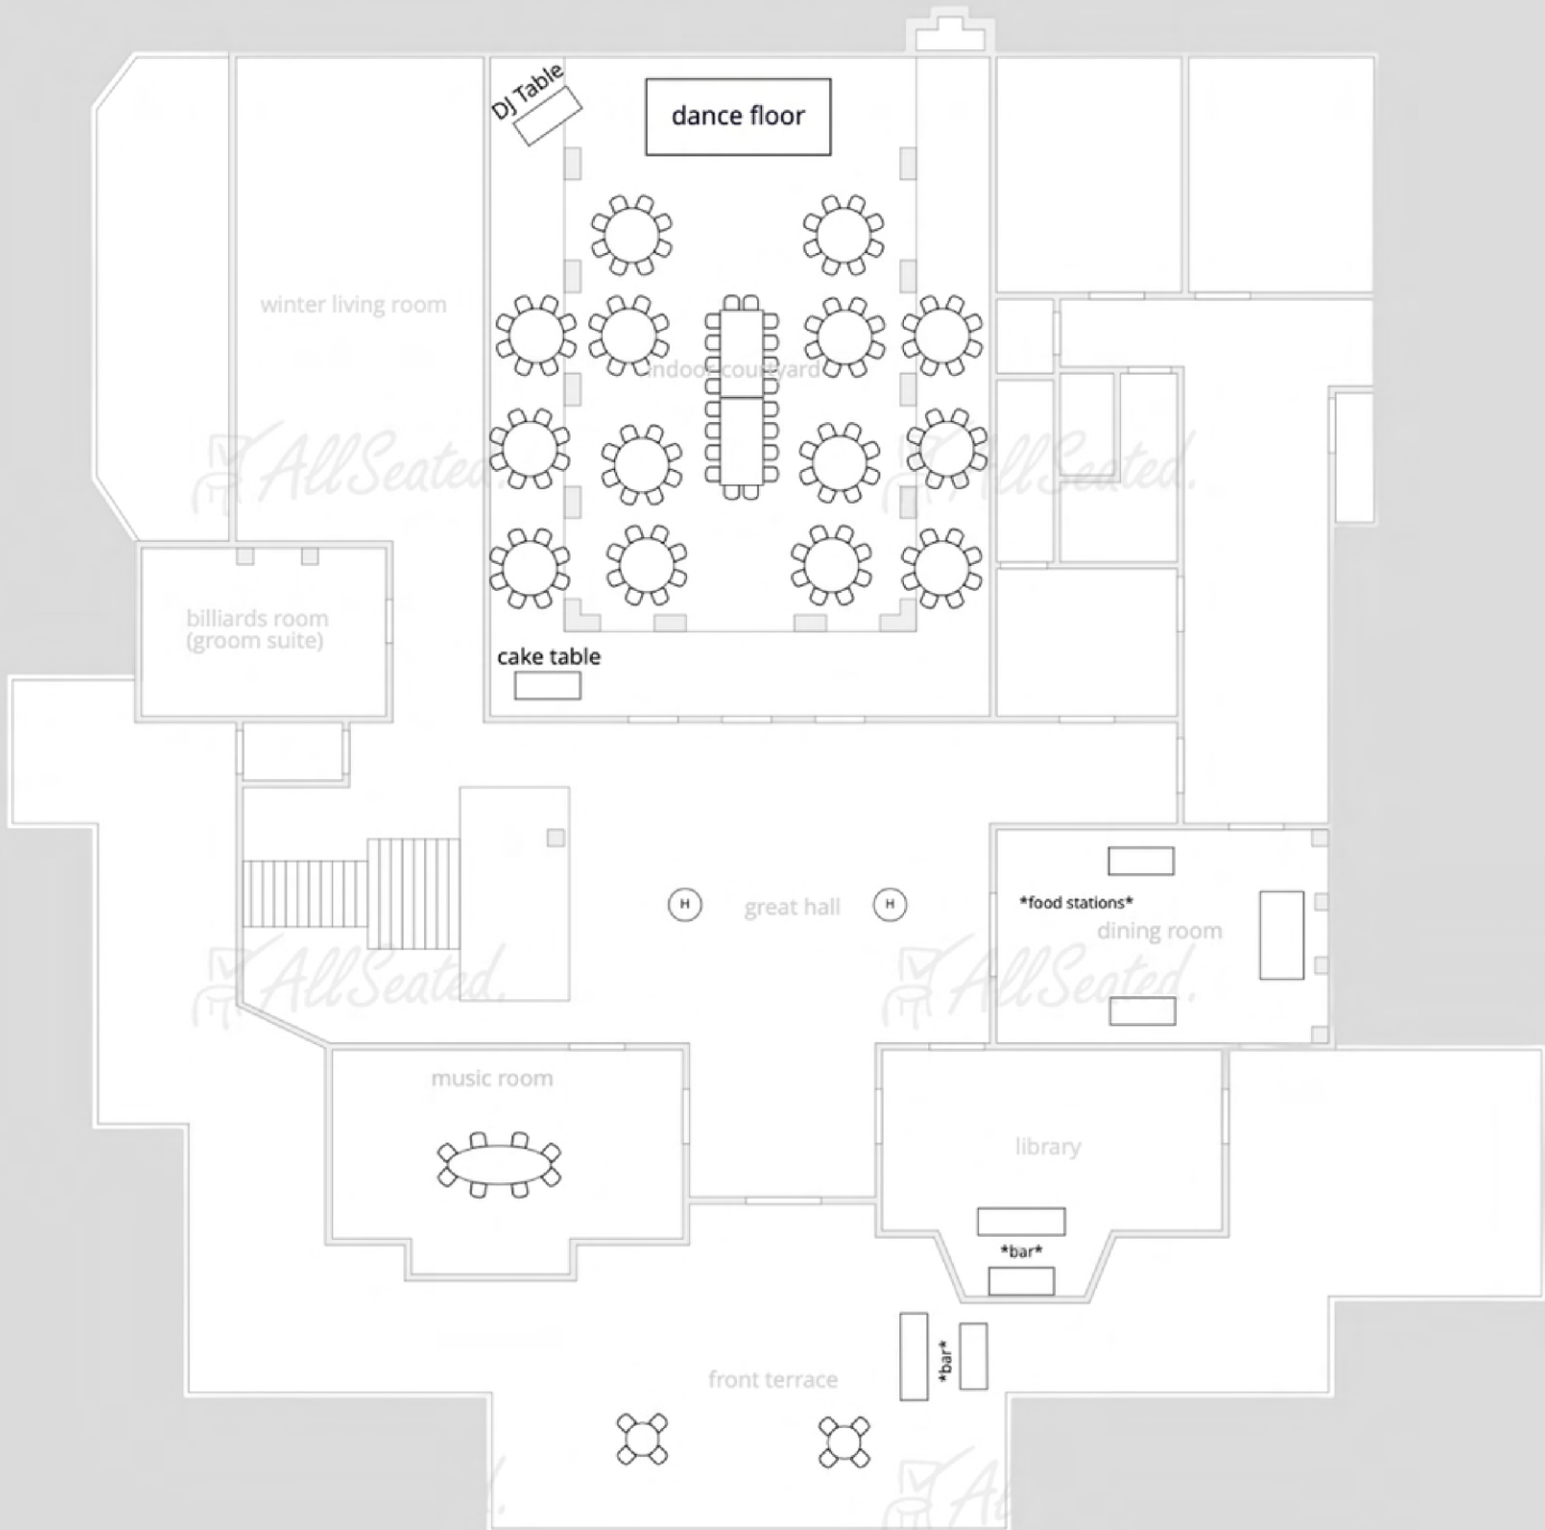 DJ Table
dance floor
winter living room
indoor courtyard
AllSeated.
AllSeated.
billiards room
(groom suite)
cake table
H
great hall
H
*food stations*
dining room
AllSeated.
AllSeated.
music room
library
*bar*
*bar*
front terrace